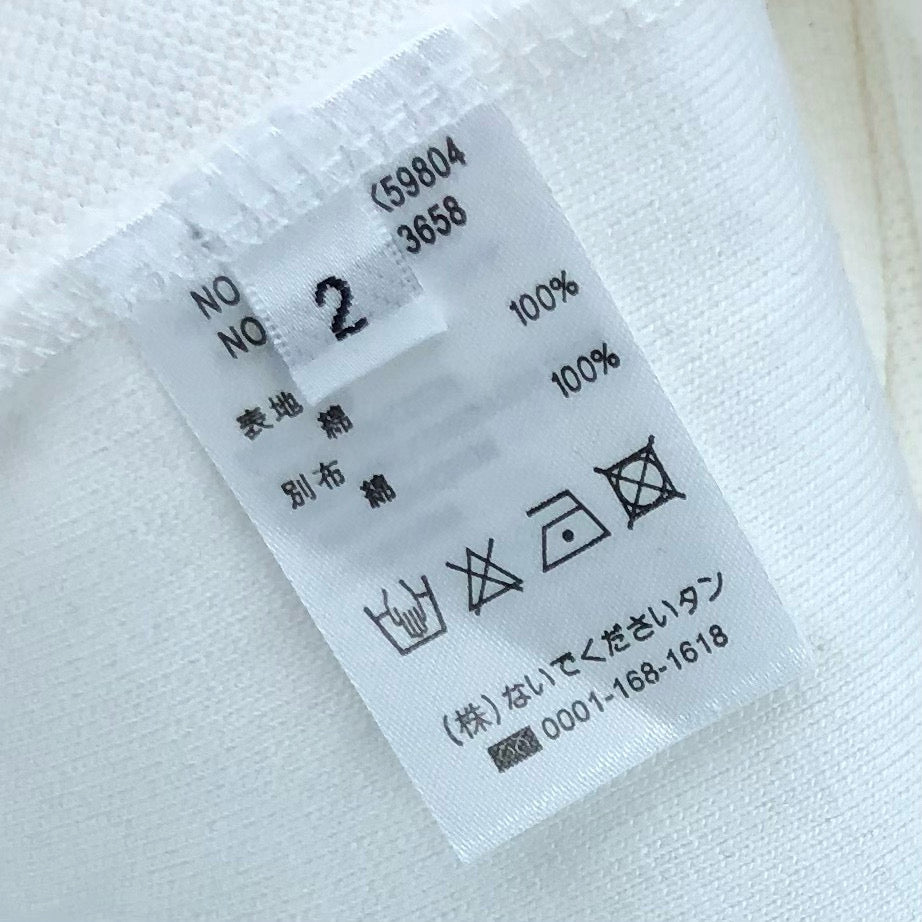 NO K59804
NO 3658
2
表地 綿 100%
別布 綿 100%
(株)ないでくださいタン
0001-168-1618